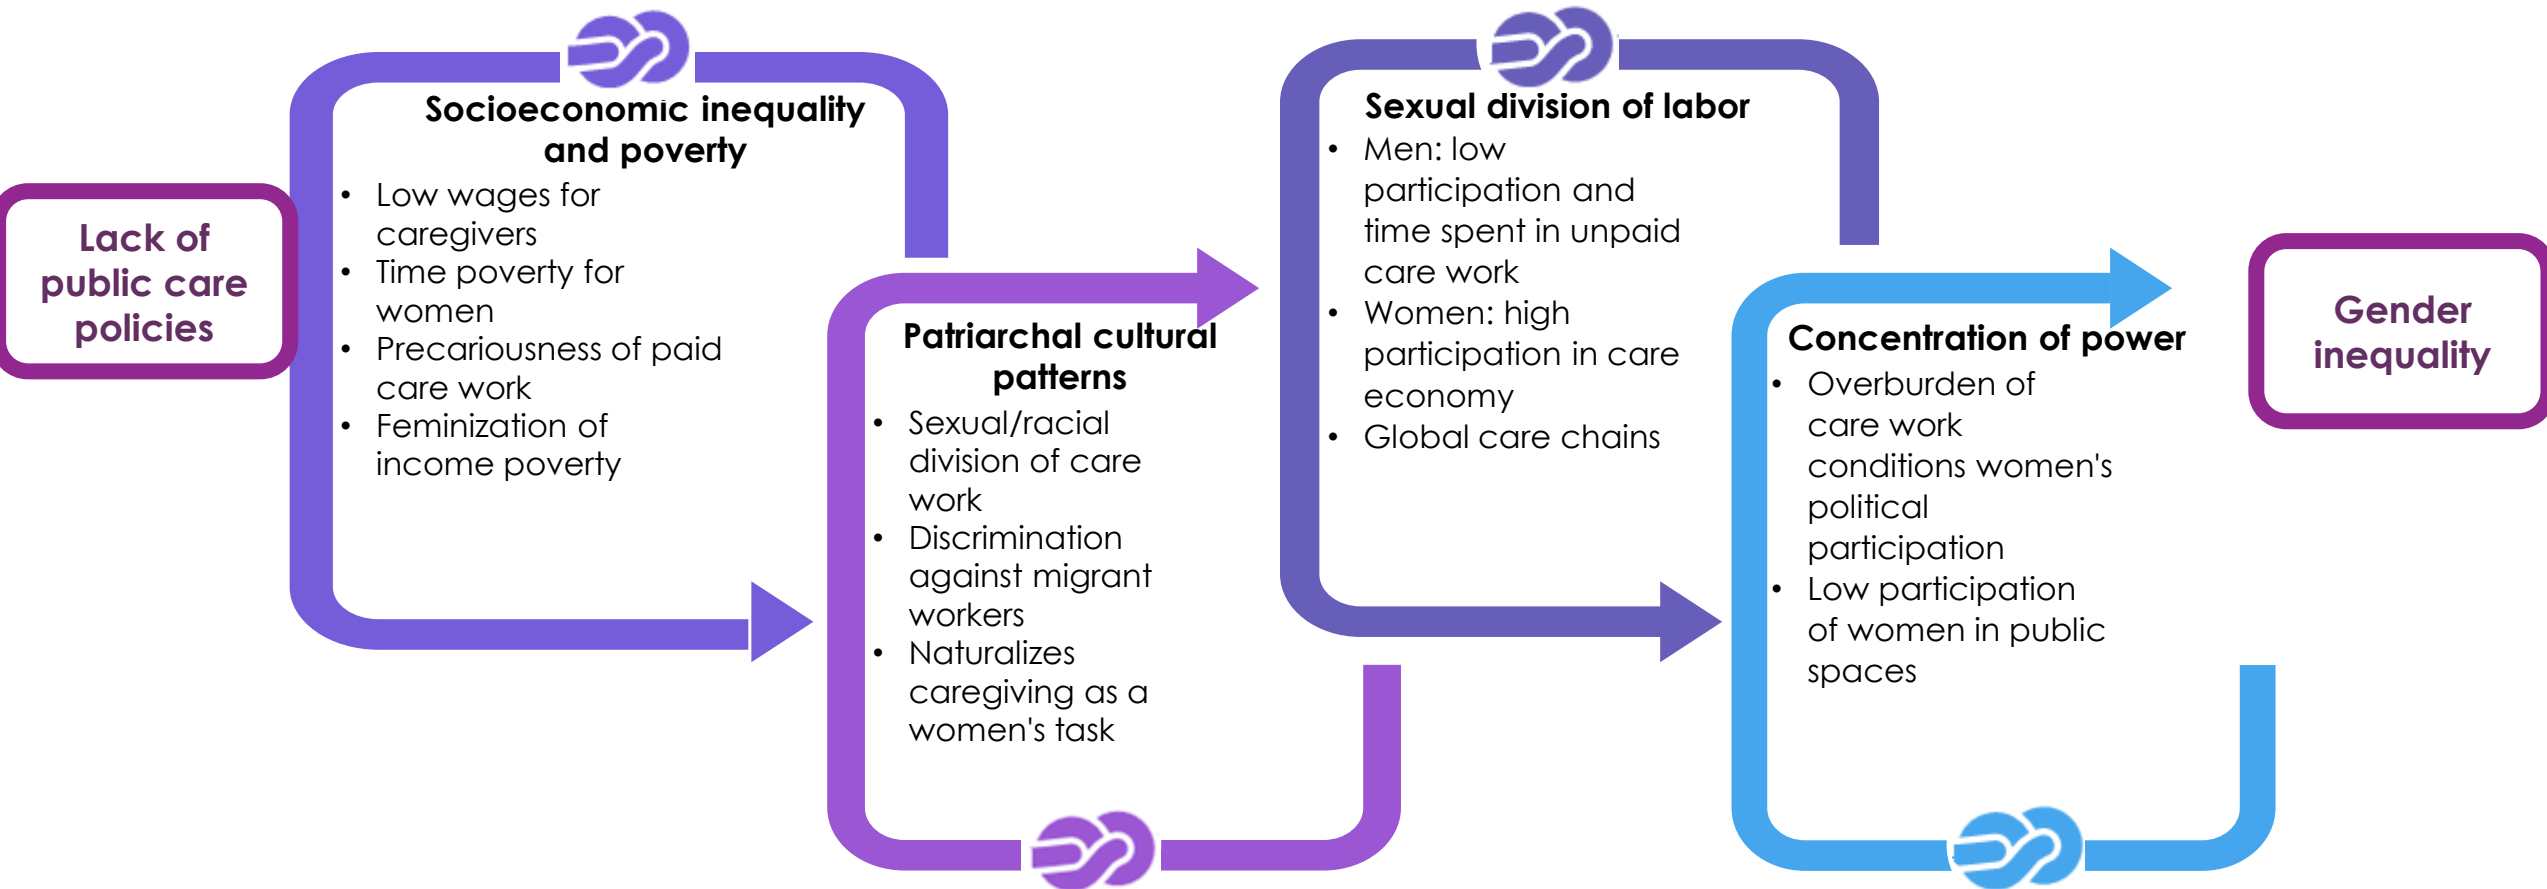 Lack of
public care
policies
Socioeconomic inequality
and poverty
• Low wages for
caregivers
• Time poverty for
women
• Precariousness of paid
care work
• Feminization of
income poverty
Patriarchal cultural
patterns
• Sexual/racial
division of care
work
• Discrimination
against migrant
workers
• Naturalizes
caregiving as a
women's task
Sexual division of labor
• Men: low
participation and
time spent in unpaid
care work
• Women: high
participation in care
economy
• Global care chains
Concentration of power
• Overburden of
care work
conditions women's
political
participation
• Low participation
of women in public
spaces
Gender
inequality